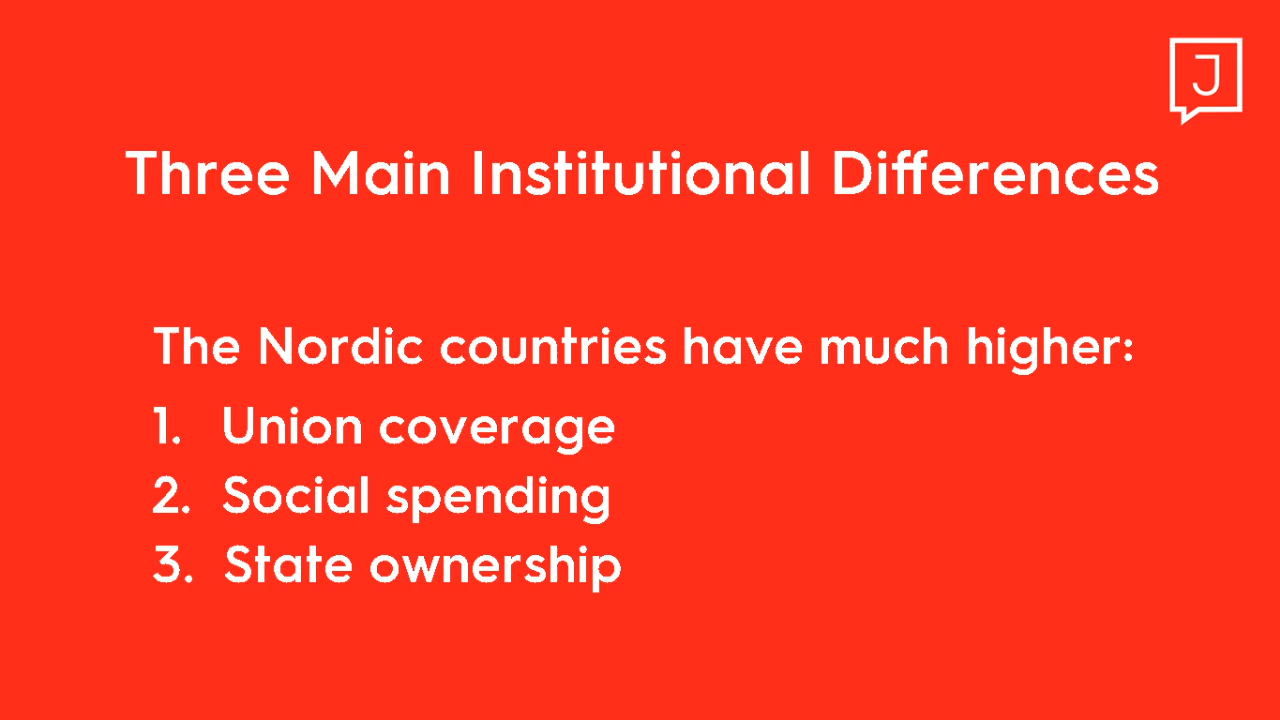 J
Three Main Institutional Differences
The Nordic countries have much higher:
1. Union coverage
2. Social spending
3. State ownership